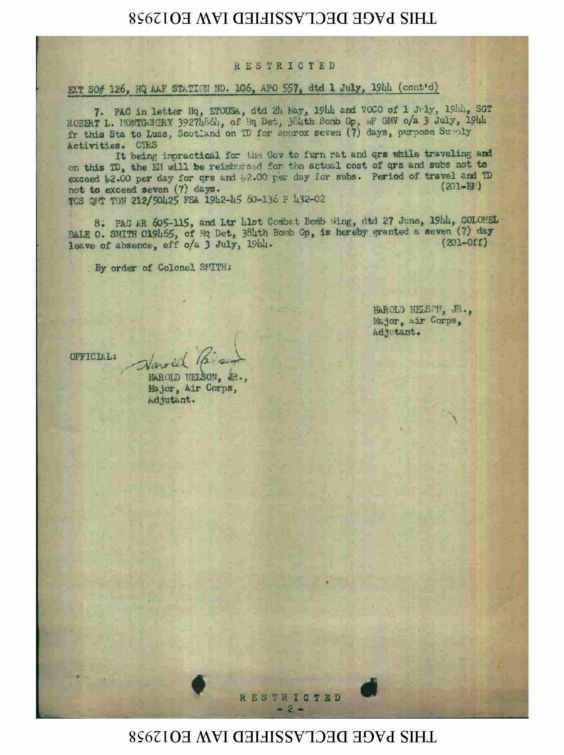 THIS PAGE DECLASSIFIED IAW EO12958
RESTRICTED
EXT SO# 126, HQ AAF STATION NO. 106, APO 557, dtd 1 July, 1944 (cont'd)
7. PAC in letter Hq, ETOUSA, dtd 24 May, 1944 and VOCO of 1 July, 1944, SGT
ROBERT L. MONTGOMERY 39274864, of Hq Det, 384th Bomb Gp, WP GMV o/a 3 July, 1944
fr this Sta to Luss, Scotland on TD for approx seven (7) days, purpose Supply
Activities. CTRS
It being impractical for the Gov to furn rat and qrs while traveling and
on this TD, the EM will be reimbursed for the actual cost of qrs and subs not to
exceed $2.00 per day for qrs and $2.00 per day for subs. Period of travel and TD
not to exceed seven (7) days. (201-EM)
TCS QMT TDN 212/50425 FSA 1942-45 60-136 P 432-02
8. PAC AR 605-115, and Ltr 41st Combat Bomb Wing, dtd 27 June, 1944, COLONEL
DALE O. SMITH O19465, of Hq Det, 384th Bomb Gp, is hereby granted a seven (7) day
leave of absence, eff o/a 3 July, 1944. (201-Off)
By order of Colonel SMITH:
HAROLD NELSON, JR.,
Major, Air Corps,
Adjutant.
OFFICIAL:
Harold Nelson
HAROLD NELSON, JR.,
Major, Air Corps,
Adjutant.
RESTRICTED
- 2 -
THIS PAGE DECLASSIFIED IAW EO12958